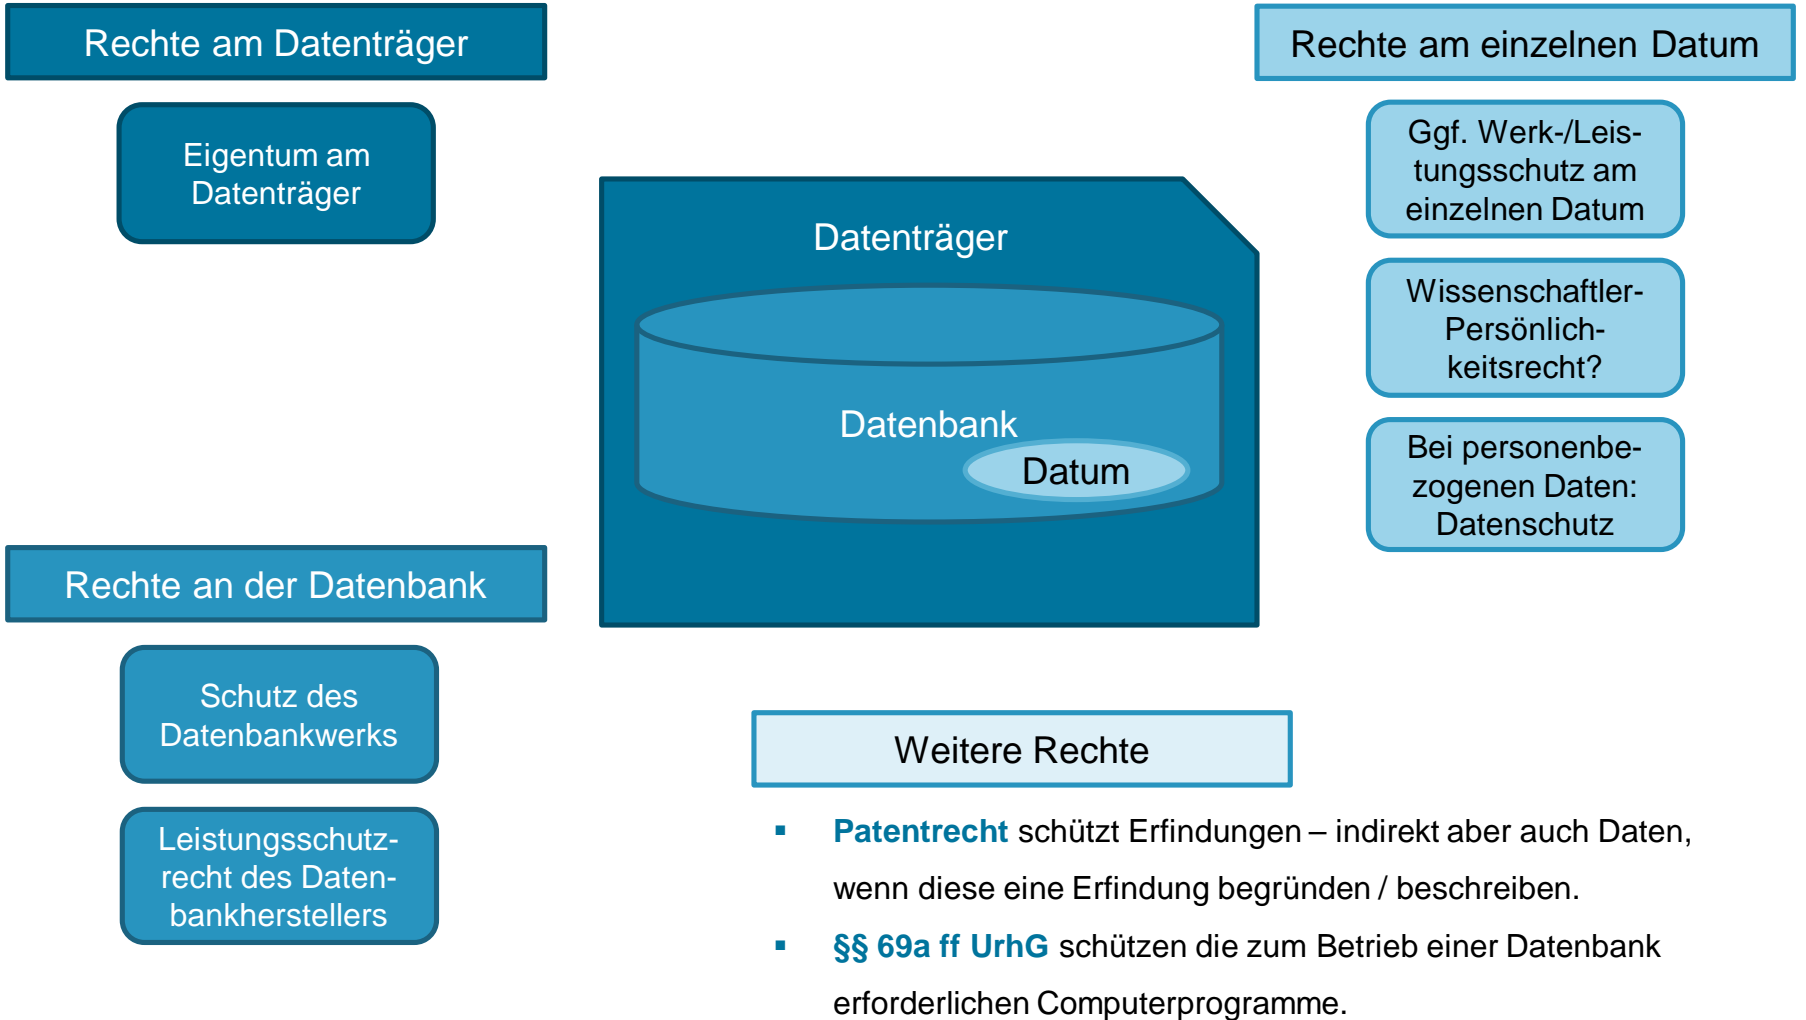 Rechte am Datenträger
Eigentum am
Datenträger
Rechte an der Datenbank
Schutz des
Datenbankwerks
Leistungsschutz-
recht des Daten-
bankherstellers
Datenträger
Datenbank
Datum
Rechte am einzelnen Datum
Ggf. Werk-/Leis-
tungsschutz am
einzelnen Datum
Wissenschaftler-
Persönlich-
keitsrecht?
Bei personenbe-
zogenen Daten:
Datenschutz
Weitere Rechte
▪ Patentrecht schützt Erfindungen – indirekt aber auch Daten,
wenn diese eine Erfindung begründen / beschreiben.
▪ §§ 69a ff UrhG schützen die zum Betrieb einer Datenbank
erforderlichen Computerprogramme.